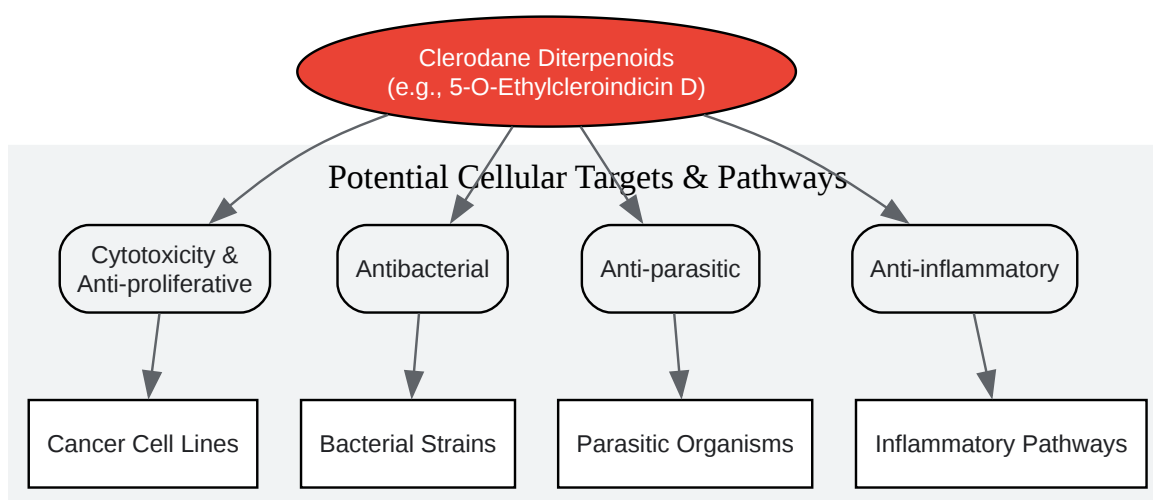 Clerodane Diterpenoids
(e.g., 5-O-Ethylcleroindicin D)
Potential Cellular Targets & Pathways
Cytotoxicity &
Anti-proliferative
Antibacterial
Anti-parasitic
Anti-inflammatory
Cancer Cell Lines
Bacterial Strains
Parasitic Organisms
Inflammatory Pathways